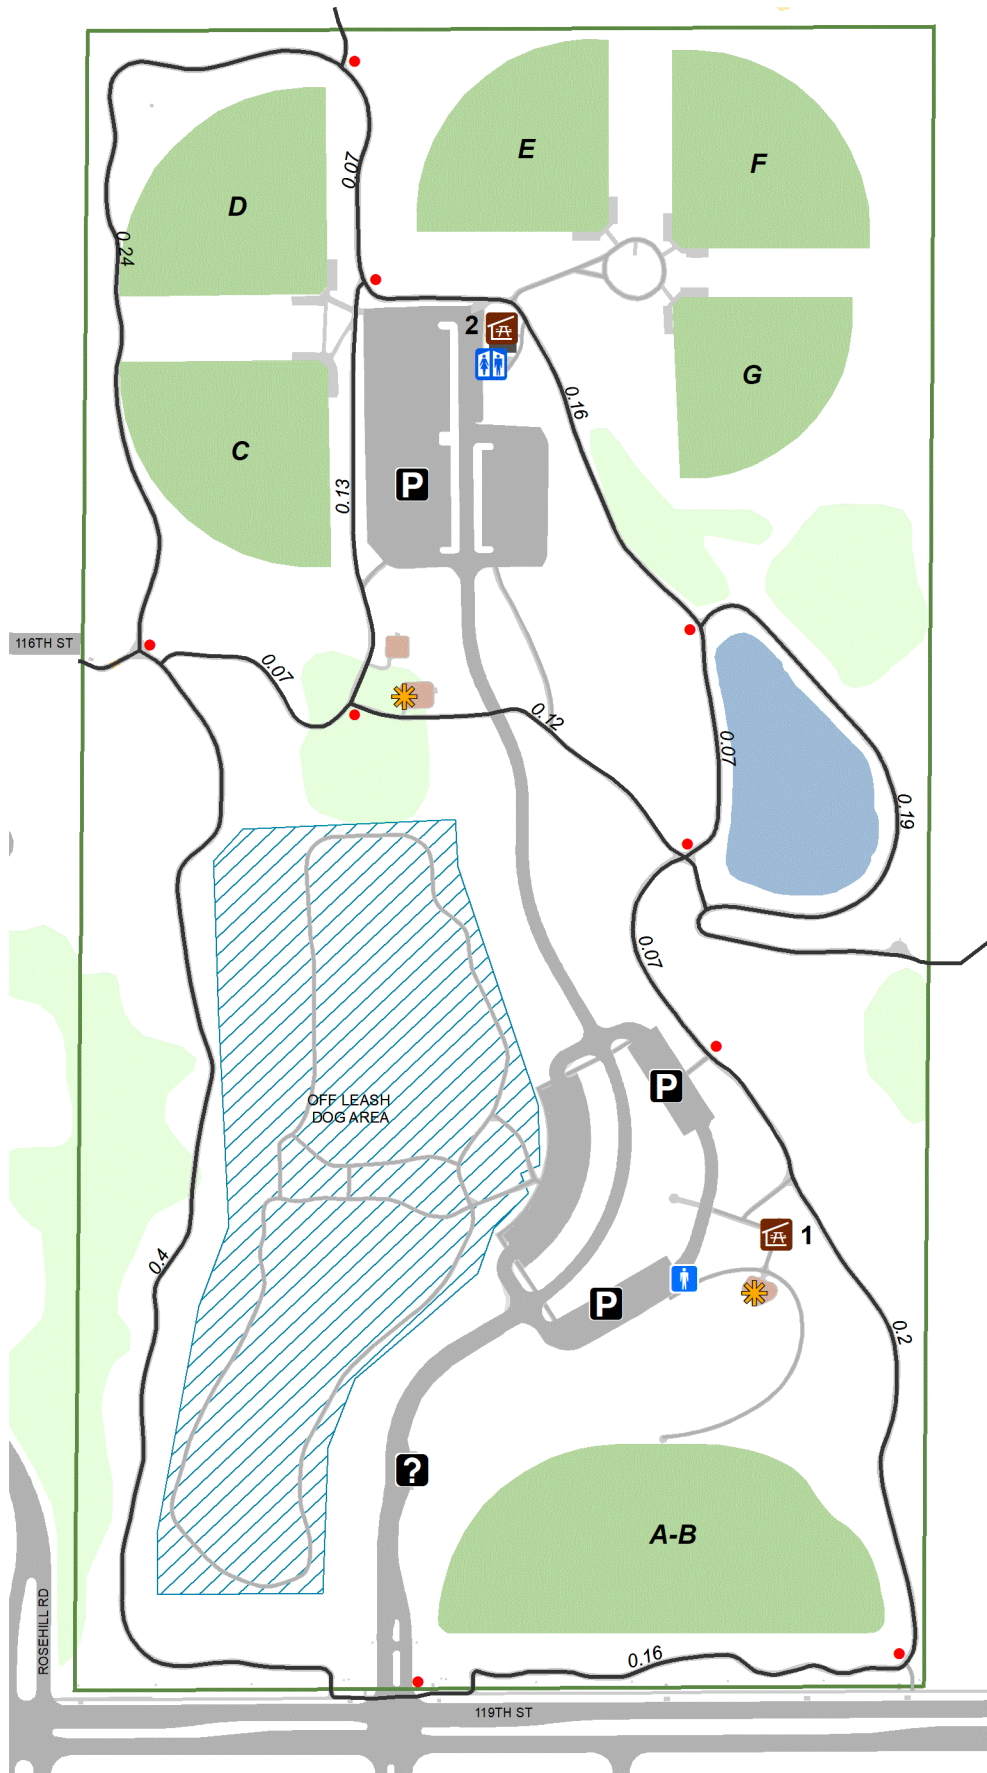 E
F
0.07
D
0.24
2
G
0.16
C
P
0.13
116TH ST
0.07
0.12
0.07
0.19
0.07
P
OFF LEASH
DOG AREA
1
0.4
P
0.2
?
A-B
ROSEHILL RD
0.16
119TH ST